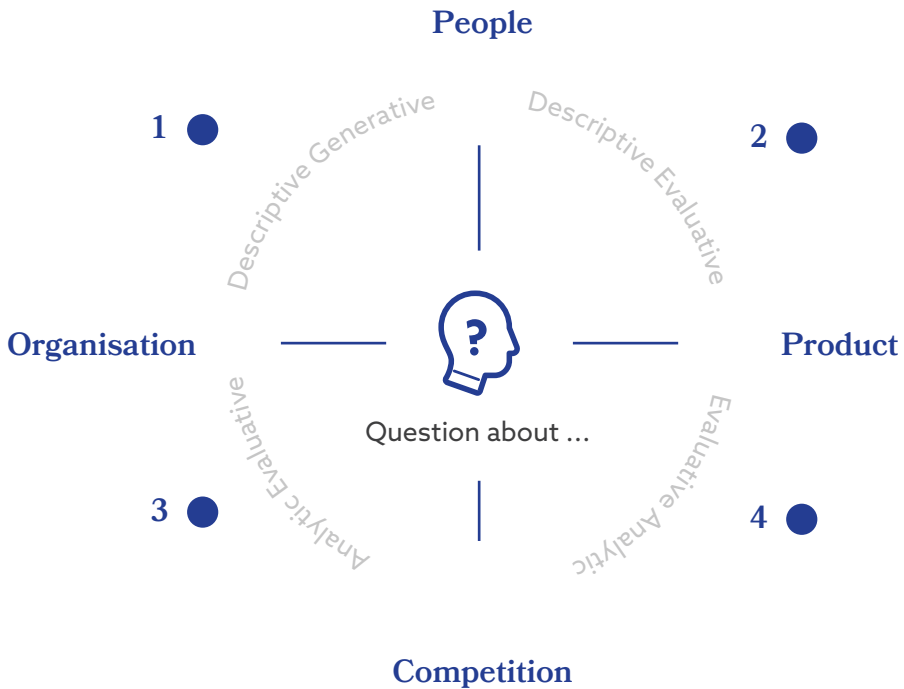 People
1
Descriptive Generative
Descriptive Evaluative
2
Organisation
?
Product
Question about ...
3
Analytic Evaluative
Evaluative Analytic
4
Competition